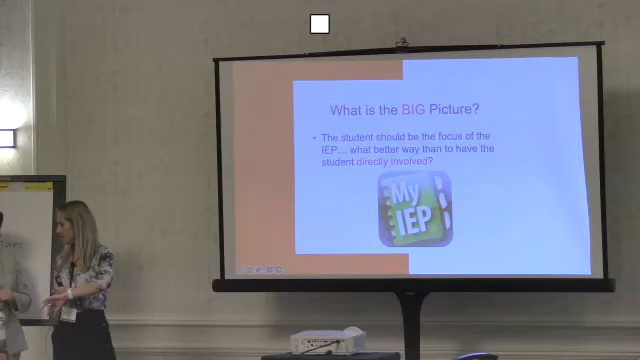 What is the BIG Picture?
• The student should be the focus of the
IEP... what better way than to have the
student directly involved?
My
IEP